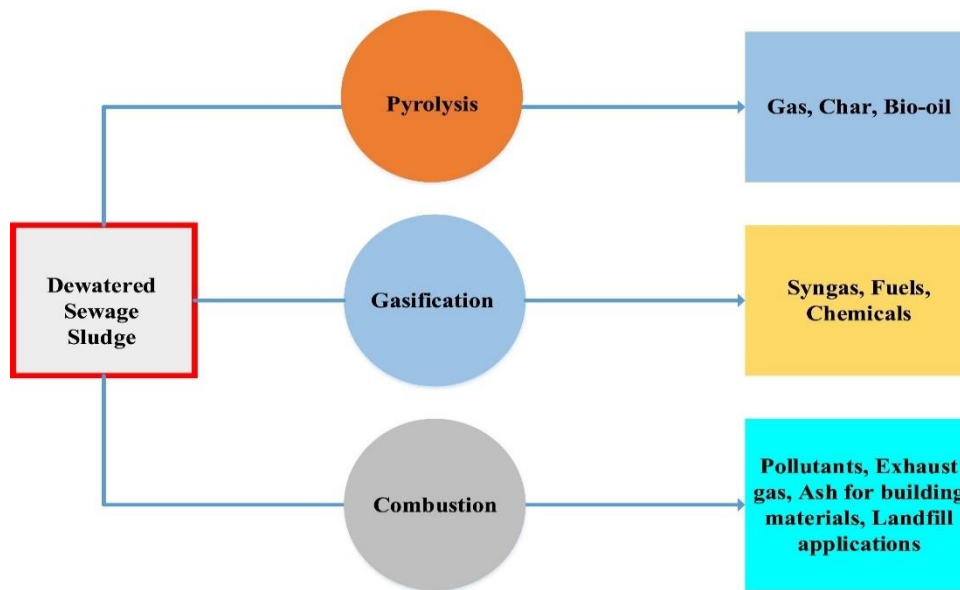 Pyrolysis
Gas, Char, Bio-oil
Dewatered
Sewage
Sludge
Gasification
Syngas, Fuels,
Chemicals
Combustion
Pollutants, Exhaust
gas, Ash for building
materials, Landfill
applications